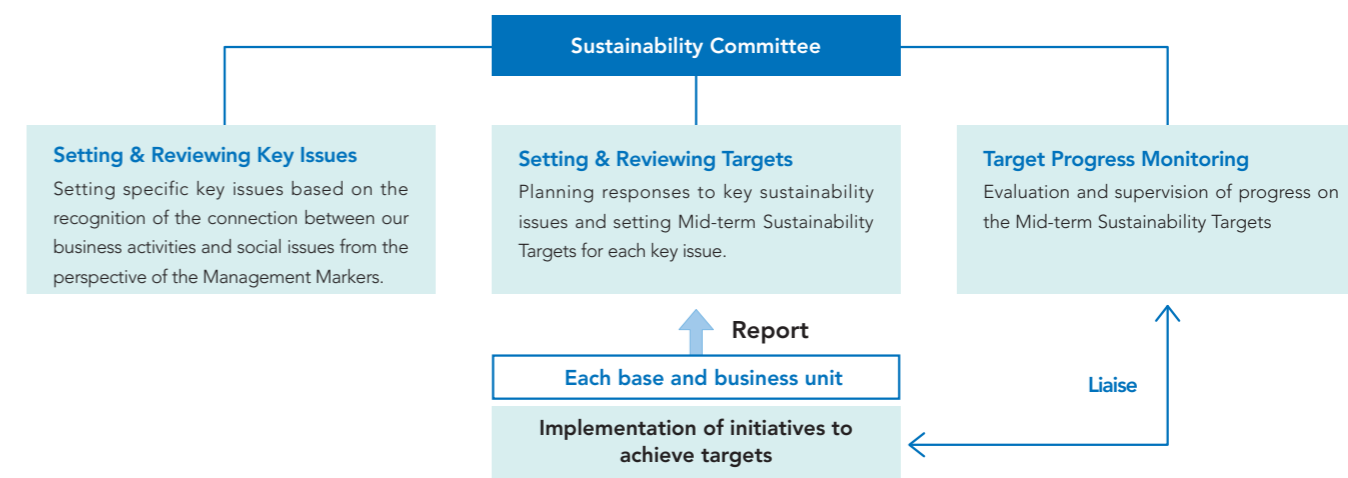 Sustainability Committee
Setting & Reviewing Key Issues
Setting specific key issues based on the
recognition of the connection between our
business activities and social issues from the
perspective of the Management Markers.
Setting & Reviewing Targets
Planning responses to key sustainability
issues and setting Mid-term Sustainability
Targets for each key issue.
Target Progress Monitoring
Evaluation and supervision of progress on
the Mid-term Sustainability Targets
Report
Each base and business unit
Liaise
Implementation of initiatives to
achieve targets